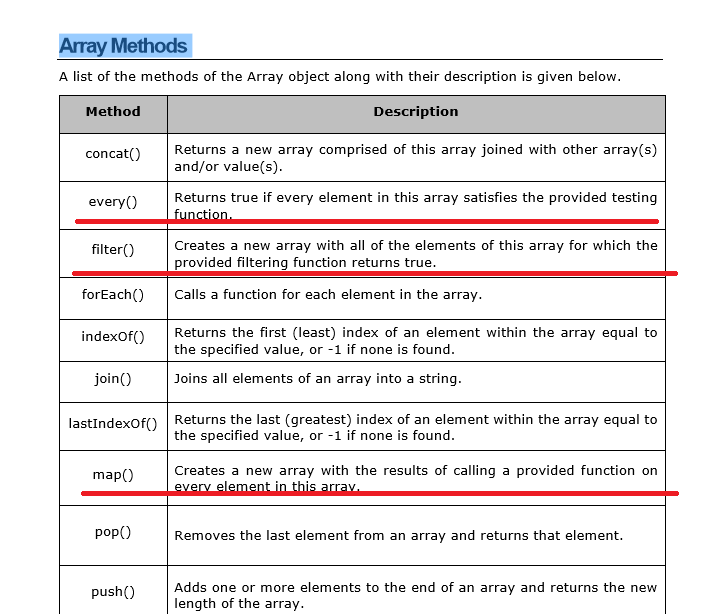 Array Methods
A list of the methods of the Array object along with their description is given below.
Method Description
concat() Returns a new array comprised of this array joined with other array(s)
and/or value(s).
every() Returns true if every element in this array satisfies the provided testing
function.
filter() Creates a new array with all of the elements of this array for which the
provided filtering function returns true.
forEach() Calls a function for each element in the array.
indexOf() Returns the first (least) index of an element within the array equal to
the specified value, or -1 if none is found.
join() Joins all elements of an array into a string.
lastIndexOf() Returns the last (greatest) index of an element within the array equal to
the specified value, or -1 if none is found.
map() Creates a new array with the results of calling a provided function on
every element in this array.
pop() Removes the last element from an array and returns that element.
push() Adds one or more elements to the end of an array and returns the new
length of the array.